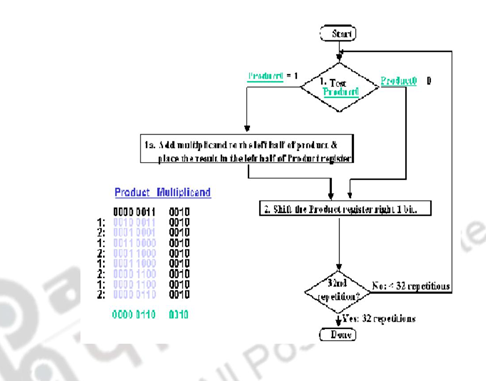 Start
Product0 = 1
1. Test
Product0
Product0 0
1a. Add multiplicand to the left half of product &
place the result in the left half of Product register
Product Multiplicand
0000 0011 0010
1: 0010 0011 0010
2: 0001 0001 0010
1: 0011 0001 0010
2: 0001 1000 0010
1: 0001 1000 0010
2: 0000 1100 0010
1: 0000 1100 0010
2: 0000 0110 0010
0000 0110 0010
2. Shift the Product register right 1 bit.
32nd
repetition?
No: < 32 repetitions
Yes: 32 repetitions
Done